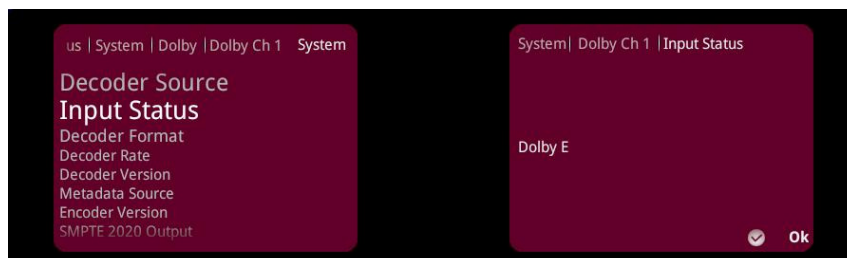 us | System | Dolby | Dolby Ch 1 System
Decoder Source
Input Status
Decoder Format
Decoder Rate
Decoder Version
Metadata Source
Encoder Version
SMPTE 2020 Output
System | Dolby Ch 1 | Input Status
Dolby E
Ok